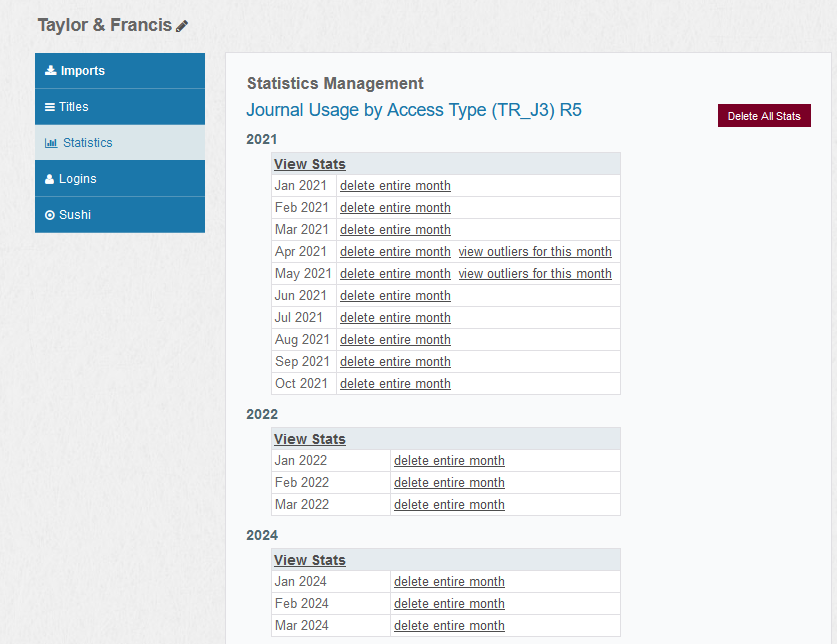 Taylor & Francis
Imports
Titles
Statistics
Logins
Sushi
Statistics Management
Journal Usage by Access Type (TR_J3) R5
Delete All Stats
2021
View Stats
Jan 2021 delete entire month
Feb 2021 delete entire month
Mar 2021 delete entire month
Apr 2021 delete entire month view outliers for this month
May 2021 delete entire month view outliers for this month
Jun 2021 delete entire month
Jul 2021 delete entire month
Aug 2021 delete entire month
Sep 2021 delete entire month
Oct 2021 delete entire month
2022
View Stats
Jan 2022 delete entire month
Feb 2022 delete entire month
Mar 2022 delete entire month
2024
View Stats
Jan 2024 delete entire month
Feb 2024 delete entire month
Mar 2024 delete entire month